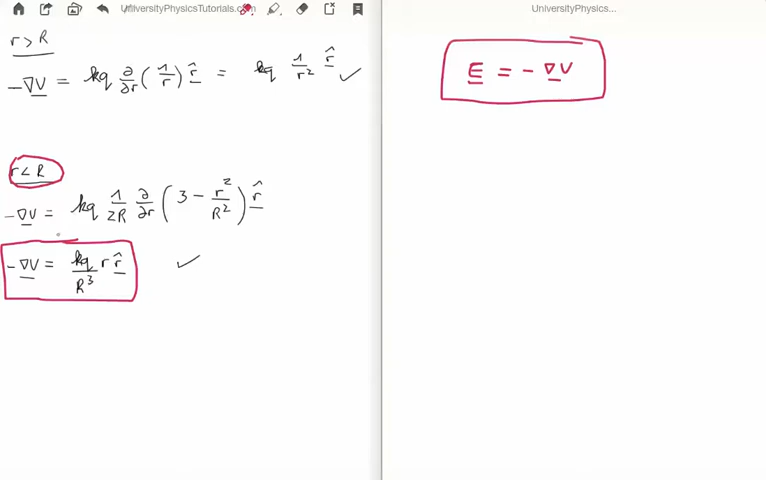 UniversityPhysicsTutorials.com
r > R
-∇V = kq ∂/∂r (1/r) r̂ = kq 1/r² r̂ ✓
r < R
-∇V = kq 1/2R ∂/∂r (3 - r²/R²) r̂
-∇V = kq/R³ r r̂ ✓
UniversityPhysics...
E = -∇V